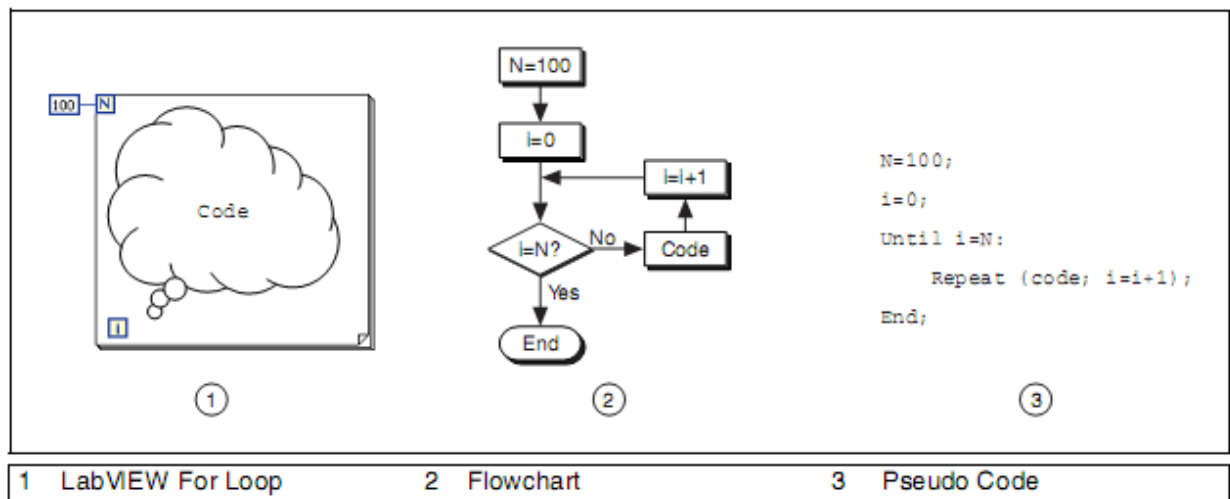 100 N
Code
i
1
N=100
i=0
i=i+1
i=N?
No
Code
Yes
End
2
N=100;
i=0;
Until i=N:
Repeat (code; i=i+1);
End;
3
1 LabVIEW For Loop 2 Flowchart 3 Pseudo Code